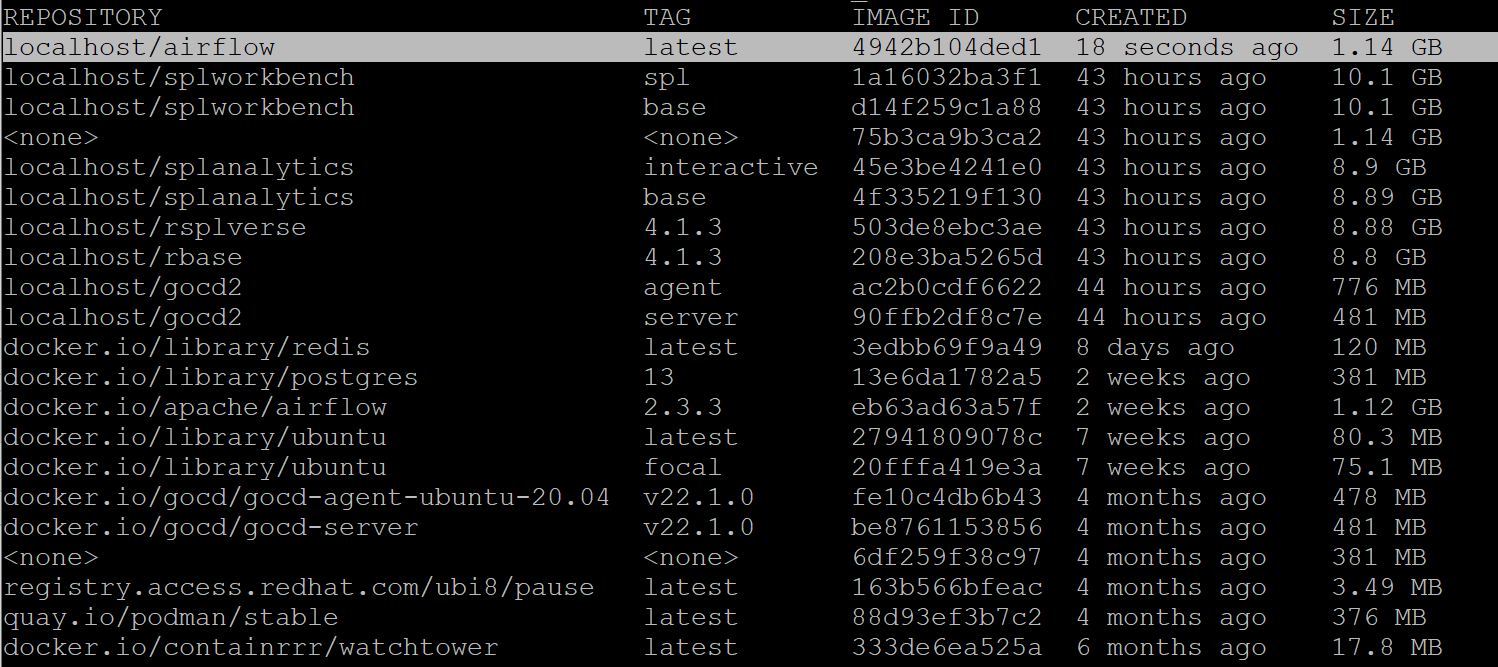 REPOSITORY TAG IMAGE ID CREATED SIZE
localhost/airflow latest 4942b104ded1 18 seconds ago 1.14 GB
localhost/splworkbench spl 1a16032ba3f1 43 hours ago 10.1 GB
localhost/splworkbench base d14f259c1a88 43 hours ago 10.1 GB
<none> <none> 75b3ca9b3ca2 43 hours ago 1.14 GB
localhost/splanalytics interactive 45e3be4241e0 43 hours ago 8.9 GB
localhost/splanalytics base 4f335219f130 43 hours ago 8.89 GB
localhost/rsplverse 4.1.3 503de8ebc3ae 43 hours ago 8.88 GB
localhost/rbase 4.1.3 208e3ba5265d 43 hours ago 8.8 GB
localhost/gocd2 agent ac2b0cdf6622 44 hours ago 776 MB
localhost/gocd2 server 90ffb2df8c7e 44 hours ago 481 MB
docker.io/library/redis latest 3edbb69f9a49 8 days ago 120 MB
docker.io/library/postgres 13 13e6da1782a5 2 weeks ago 381 MB
docker.io/apache/airflow 2.3.3 eb63ad63a57f 2 weeks ago 1.12 GB
docker.io/library/ubuntu latest 27941809078c 7 weeks ago 80.3 MB
docker.io/library/ubuntu focal 20fffa419e3a 7 weeks ago 75.1 MB
docker.io/gocd/gocd-agent-ubuntu-20.04 v22.1.0 fe10c4db6b43 4 months ago 478 MB
docker.io/gocd/gocd-server v22.1.0 be8761153856 4 months ago 481 MB
<none> <none> 6df259f38c97 4 months ago 381 MB
registry.access.redhat.com/ubi8/pause latest 163b566bfeac 4 months ago 3.49 MB
quay.io/podman/stable latest 88d93ef3b7c2 4 months ago 376 MB
docker.io/containrrr/watchtower latest 333de6ea525a 6 months ago 17.8 MB